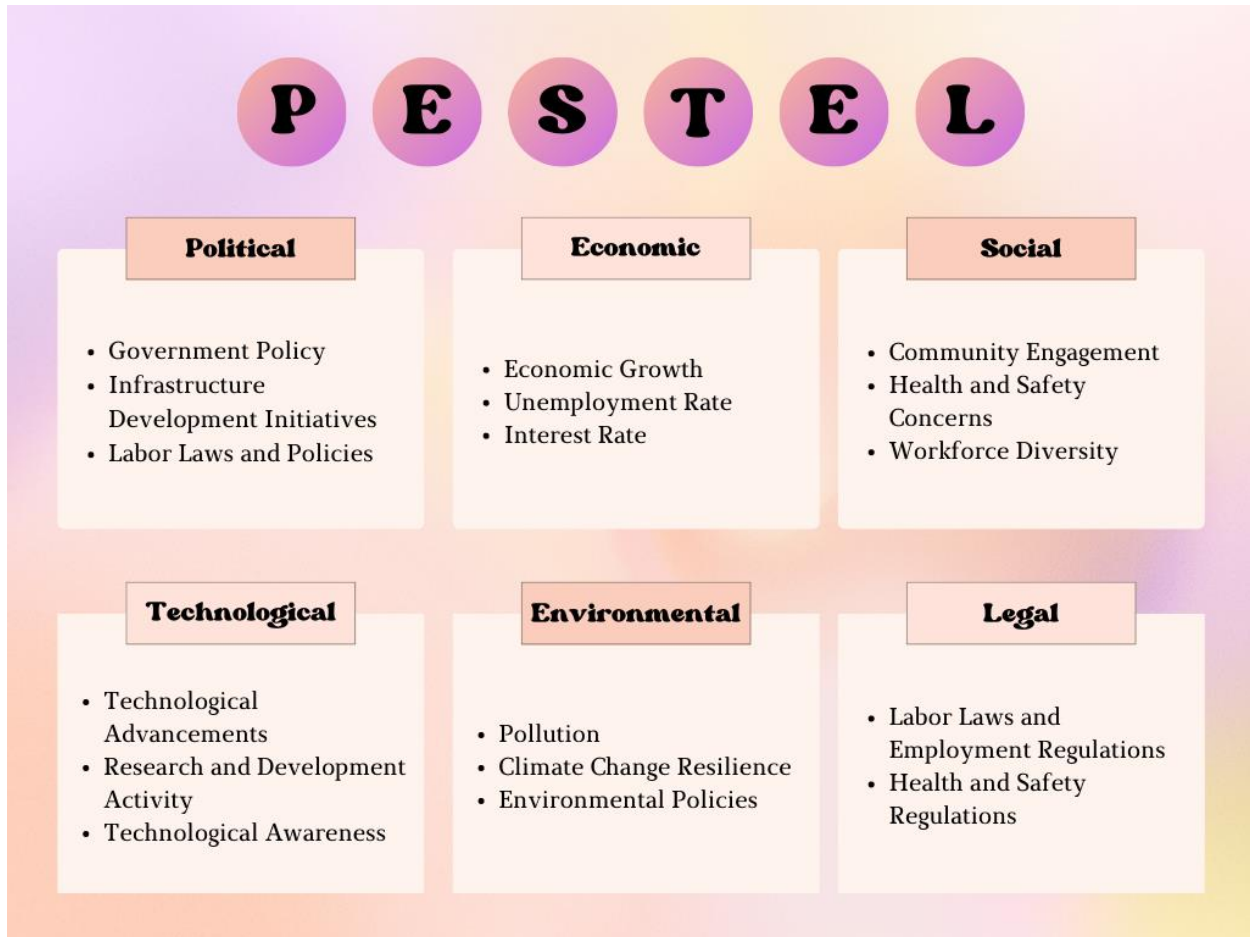 P E S T E L
Political
• Government Policy
• Infrastructure
Development Initiatives
• Labor Laws and Policies
Economic
• Economic Growth
• Unemployment Rate
• Interest Rate
Social
• Community Engagement
• Health and Safety
Concerns
• Workforce Diversity
Technological
• Technological
Advancements
• Research and Development
Activity
• Technological Awareness
Environmental
• Pollution
• Climate Change Resilience
• Environmental Policies
Legal
• Labor Laws and
Employment Regulations
• Health and Safety
Regulations